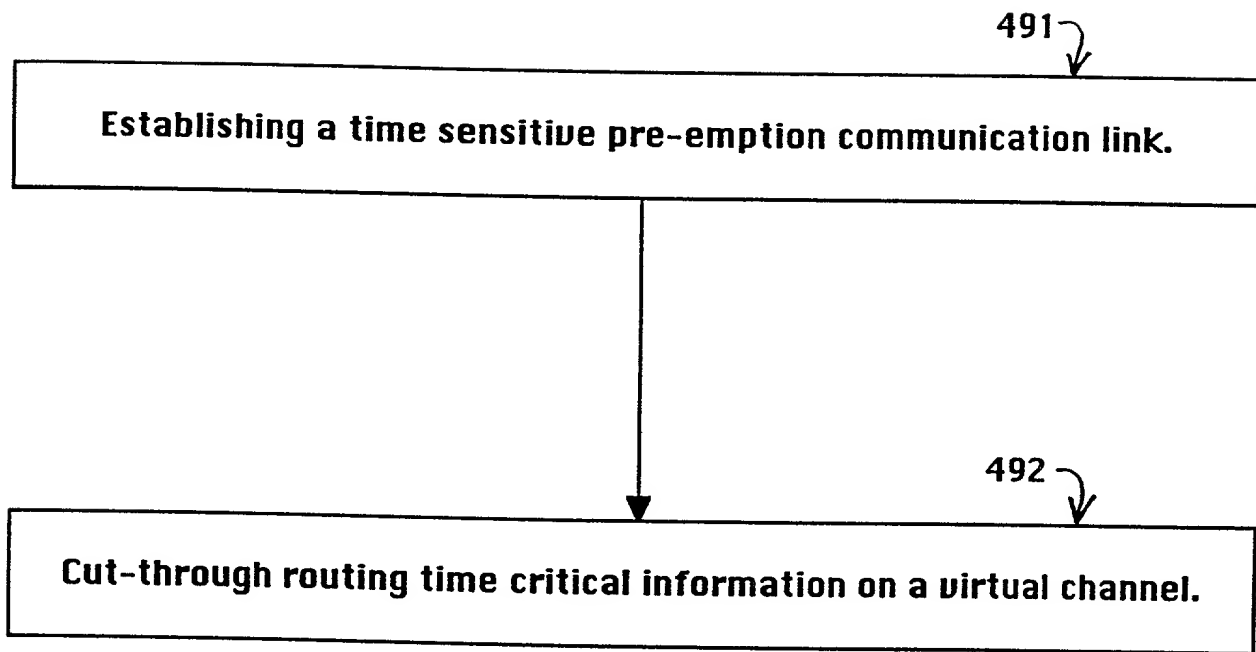 491
Establishing a time sensitive pre-emption communication link.
492
Cut-through routing time critical information on a virtual channel.